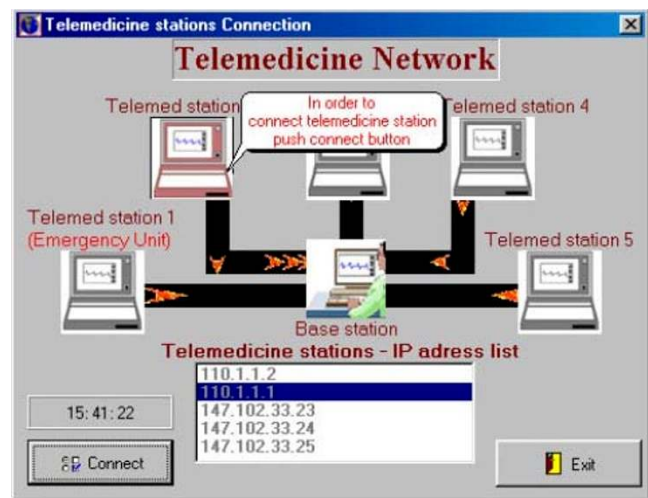 Telemedicine stations Connection
Telemedicine Network
Telemed station
In order to
connect telemedicine station
push connect button
Telemed station 4
Telemed station 1
(Emergency Unit)
Telemed station 5
Base station
Telemedicine stations - IP adress list
110.1.1.2
110.1.1.1
147.102.33.23
147.102.33.24
147.102.33.25
15:41:22
Connect
Exit